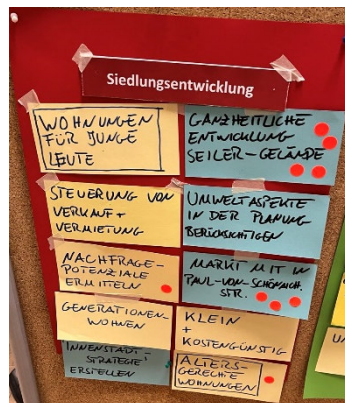 Siedlungsentwicklung
WOHNUNGEN
FÜR JUNGE
LEUTE
GANZHEITLICHE
ENTWICKLUNG
SEILER-GELÄNDE
STEUERUNG VON
VERKAUF+
VERMIETUNG
UMWELTASPEKTE
IN DER PLANUNG
BERÜCKSICHTIGEN
NACHFRAGE-
POTENZIALE
ERMITTELN
MARKT MIT IN
PAUL-VON-SCHÖNAICH.
STR.
GENERATIONEN-
WOHNEN
KLEIN
+
KOSTENGÜNSTIG
INNENSTADT-
STRATEGIE
ERSTELLEN
ALTERS-
GERECHTE
WOHNUNGEN